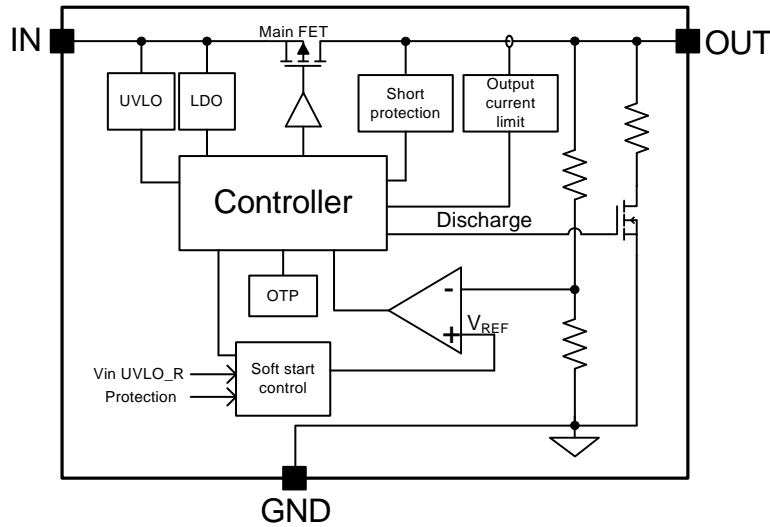 IN
Main FET
OUT
UVLO
LDO
Short
protection
Output
current
limit
Controller
Discharge
OTP
-
+
VREF
Soft start
control
Vin UVLO_R
Protection
GND